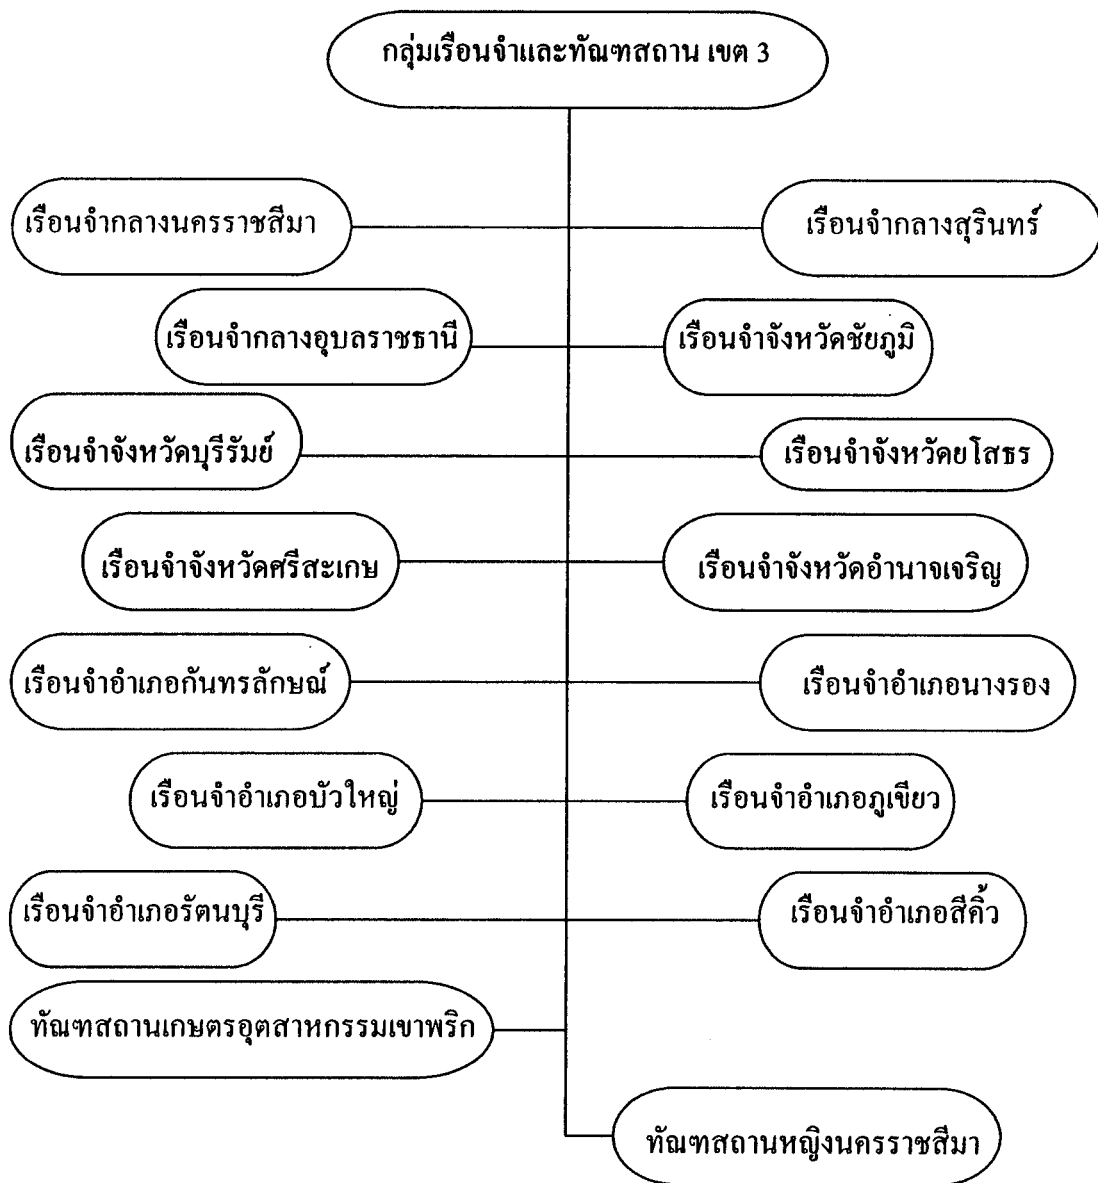 กลุ่มเรือนจำและทัณฑสถาน เขต 3
เรือนจำกลางนครราชสีมา
เรือนจำกลางสุรินทร์
เรือนจำกลางอุบลราชธานี
เรือนจำจังหวัดชัยภูมิ
เรือนจำจังหวัดบุรีรัมย์
เรือนจำจังหวัดยโสธร
เรือนจำจังหวัดศรีสะเกษ
เรือนจำจังหวัดอำนาจเจริญ
เรือนจำอำเภอกันทรลักษณ์
เรือนจำอำเภอนางรอง
เรือนจำอำเภอบัวใหญ่
เรือนจำอำเภอภูเขียว
เรือนจำอำเภอรัตนบุรี
เรือนจำอำเภอสีคิ้ว
ทัณฑสถานเกษตรอุตสาหกรรมเขาพริก
ทัณฑสถานหญิงนครราชสีมา